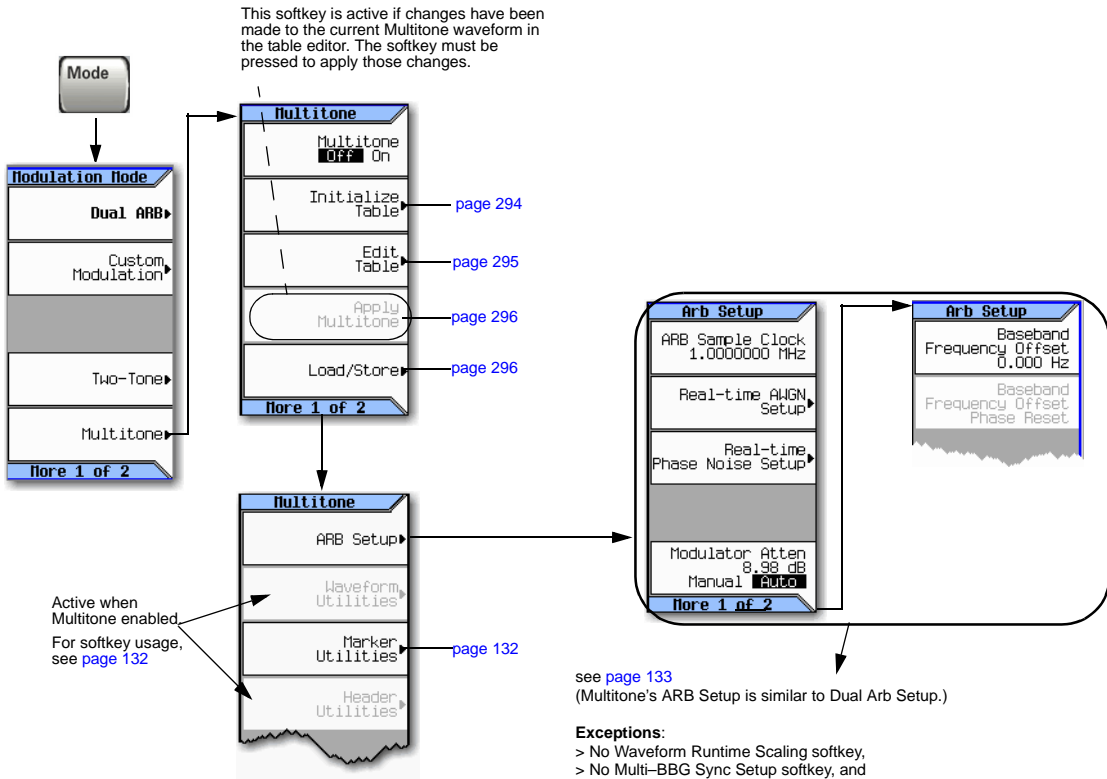 This softkey is active if changes have been
made to the current Multitone waveform in
the table editor. The softkey must be
pressed to apply those changes.
Mode
Modulation Mode
Dual ARB
Custom
Modulation
Two-Tone
Multitone
More 1 of 2
Multitone
Multitone
Off On
Initialize
Table
page 294
Edit
Table
page 295
Apply
Multitone
page 296
Load/Store
page 296
More 1 of 2
Multitone
ARB Setup
Waveform
Utilities
Marker
Utilities
page 132
Header
Utilities
Active when
Multitone enabled.
For softkey usage,
see page 132
Arb Setup
ARB Sample Clock
1.0000000 MHz
Real-time AWGN
Setup
Real-time
Phase Noise Setup
Modulator Atten
8.98 dB
Manual Auto
More 1 of 2
Arb Setup
Baseband
Frequency Offset
0.000 Hz
Baseband
Frequency Offset
Phase Reset
see page 133
(Multitone's ARB Setup is similar to Dual Arb Setup.)
Exceptions:
> No Waveform Runtime Scaling softkey,
> No Multi–BBG Sync Setup softkey, and